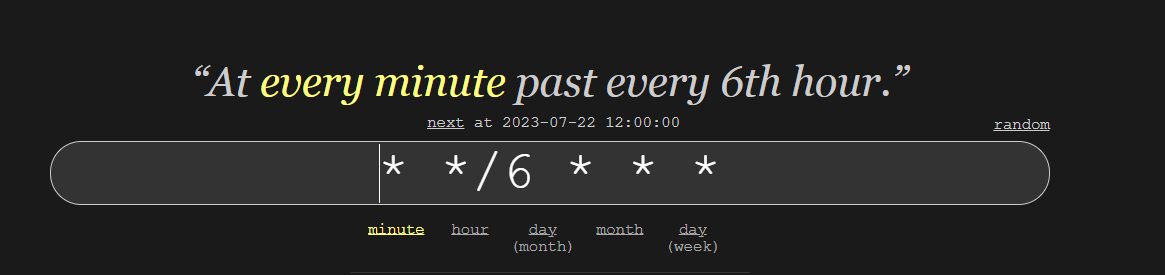 “At every minute past every 6th hour.”
next at 2023-07-22 12:00:00
random
* */6 * * *
minute hour day month day
(month) (week)